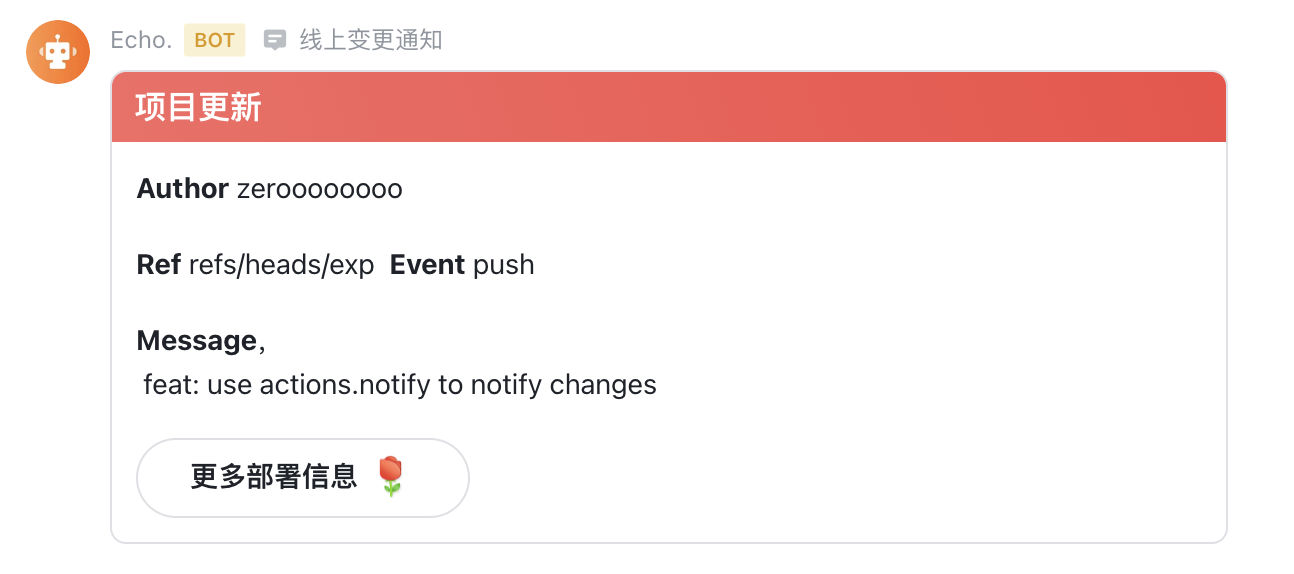 Echo. BOT 线上变更通知
项目更新
Author zeroooooooo
Ref refs/heads/exp Event push
Message,
feat: use actions.notify to notify changes
更多部署信息 🌹